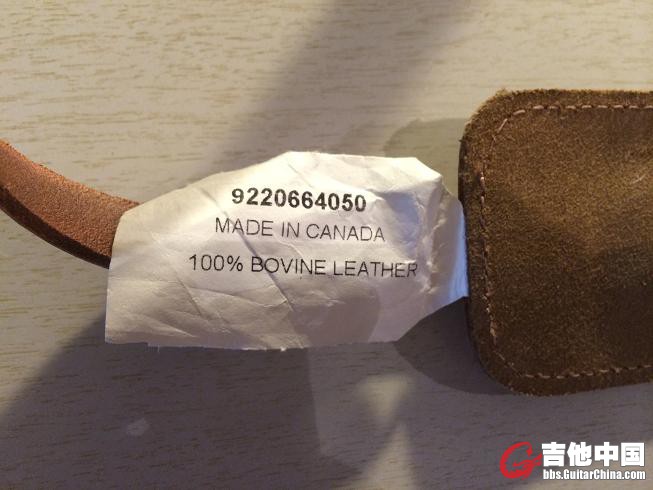 9220664050
MADE IN CANADA
100% BOVINE LEATHER
吉他中国
bbs.GuitarChina.com